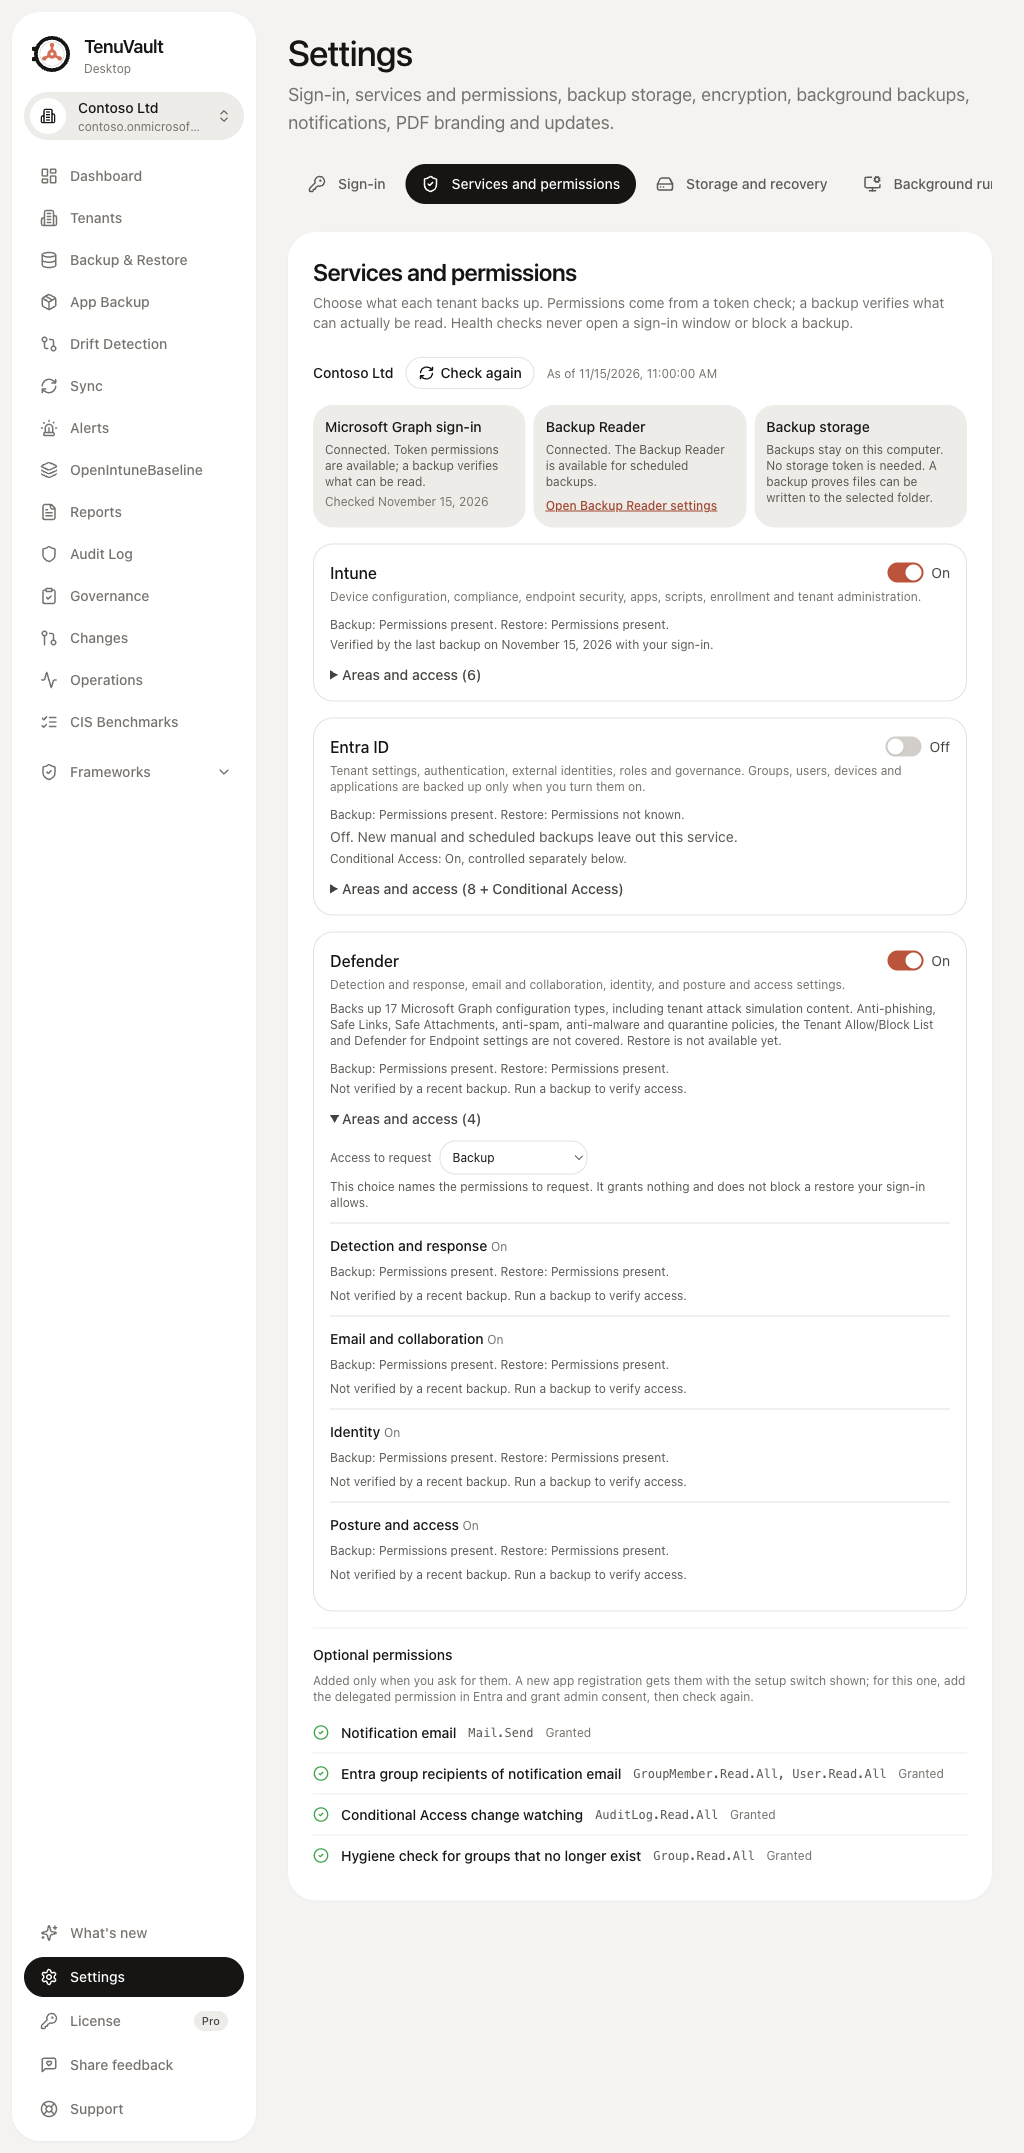 TenuVault
Desktop
Contoso Ltd
contoso.onmicrosof...
Dashboard
Tenants
Backup & Restore
App Backup
Drift Detection
Sync
Alerts
OpenIntuneBaseline
Reports
Audit Log
Governance
Changes
Operations
CIS Benchmarks
Frameworks
What's new
Settings
License
Pro
Share feedback
Support
Settings
Sign-in, services and permissions, backup storage, encryption, background backups,
notifications, PDF branding and updates.
Sign-in
Services and permissions
Storage and recovery
Background ru
Services and permissions
Choose what each tenant backs up. Permissions come from a token check; a backup verifies what
can actually be read. Health checks never open a sign-in window or block a backup.
Contoso Ltd
Check again
As of 11/15/2026, 11:00:00 AM
Microsoft Graph sign-in
Connected. Token permissions
are available; a backup verifies
what can be read.
Checked November 15, 2026
Backup Reader
Connected. The Backup Reader
is available for scheduled
backups.
Open Backup Reader settings
Backup storage
Backups stay on this computer.
No storage token is needed. A
backup proves files can be
written to the selected folder.
Intune
On
Device configuration, compliance, endpoint security, apps, scripts, enrollment and tenant administration.
Backup: Permissions present. Restore: Permissions present.
Verified by the last backup on November 15, 2026 with your sign-in.
Areas and access (6)
Entra ID
Off
Tenant settings, authentication, external identities, roles and governance. Groups, users, devices and
applications are backed up only when you turn them on.
Backup: Permissions present. Restore: Permissions not known.
Off. New manual and scheduled backups leave out this service.
Conditional Access: On, controlled separately below.
Areas and access (8 + Conditional Access)
Defender
On
Detection and response, email and collaboration, identity, and posture and access settings.
Backs up 17 Microsoft Graph configuration types, including tenant attack simulation content. Anti-phishing,
Safe Links, Safe Attachments, anti-spam, anti-malware and quarantine policies, the Tenant Allow/Block List
and Defender for Endpoint settings are not covered. Restore is not available yet.
Backup: Permissions present. Restore: Permissions present.
Not verified by a recent backup. Run a backup to verify access.
Areas and access (4)
Access to request
Backup
This choice names the permissions to request. It grants nothing and does not block a restore your sign-in
allows.
Detection and response On
Backup: Permissions present. Restore: Permissions present.
Not verified by a recent backup. Run a backup to verify access.
Email and collaboration On
Backup: Permissions present. Restore: Permissions present.
Not verified by a recent backup. Run a backup to verify access.
Identity On
Backup: Permissions present. Restore: Permissions present.
Not verified by a recent backup. Run a backup to verify access.
Posture and access On
Backup: Permissions present. Restore: Permissions present.
Not verified by a recent backup. Run a backup to verify access.
Optional permissions
Added only when you ask for them. A new app registration gets them with the setup switch shown; for this one, add
the delegated permission in Entra and grant admin consent, then check again.
Notification email Mail.Send Granted
Entra group recipients of notification email GroupMember.Read.All, User.Read.All Granted
Conditional Access change watching AuditLog.Read.All Granted
Hygiene check for groups that no longer exist Group.Read.All Granted